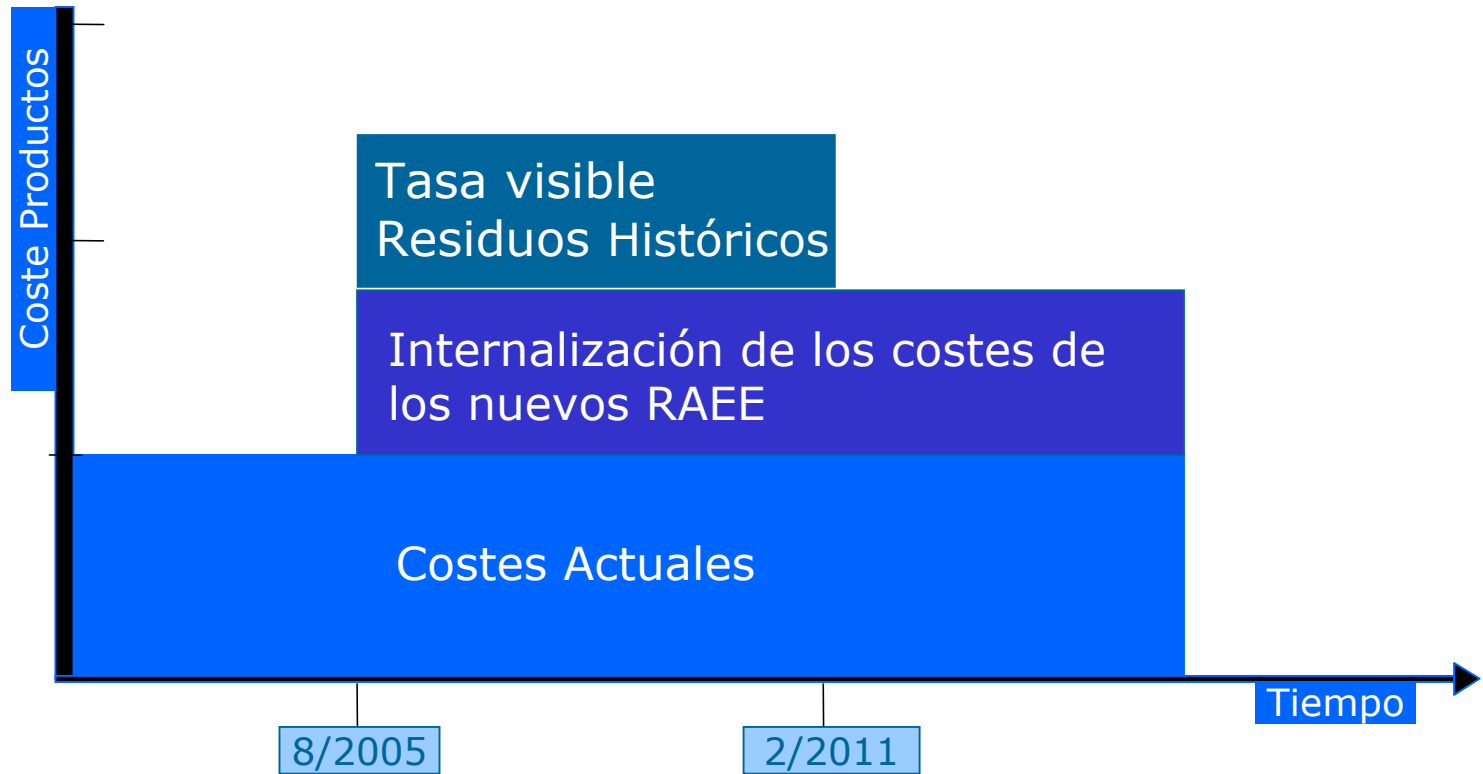 Coste Productos
Tasa visible
Residuos Históricos
Internalización de los costes de
los nuevos RAEE
Costes Actuales
Tiempo
8/2005
2/2011